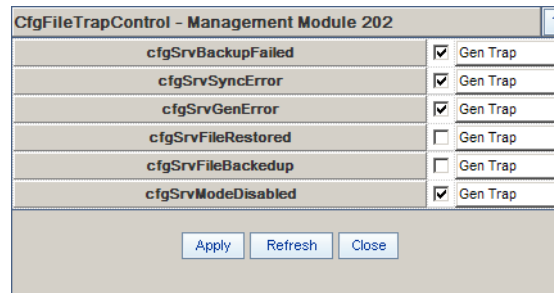 CfgFileTrapControl - Management Module 202
cfgSrvBackupFailed Gen Trap
cfgSrvSyncError Gen Trap
cfgSrvGenError Gen Trap
cfgSrvFileRestored Gen Trap
cfgSrvFileBackedup Gen Trap
cfgSrvModeDisabled Gen Trap
Apply Refresh Close